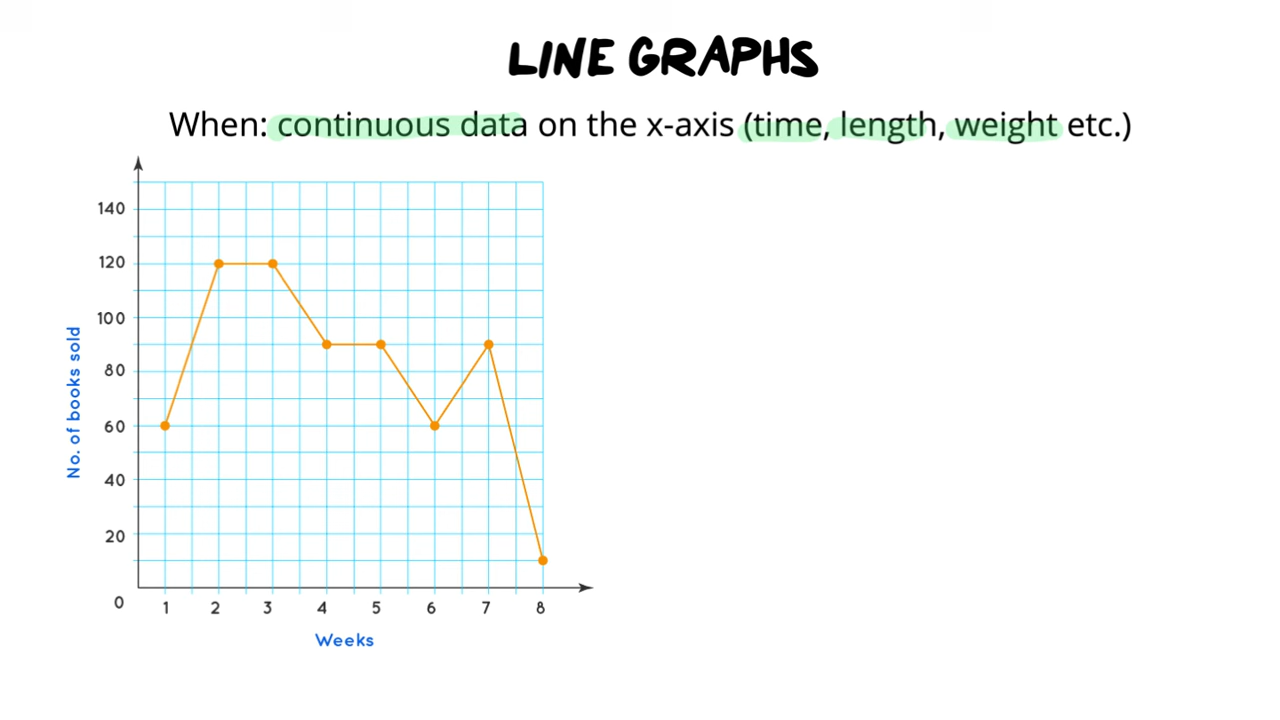 LINE GRAPHS
When: continuous data on the x-axis (time, length, weight etc.)
140
120
100
80
60
40
20
0
No. of books sold
1 2 3 4 5 6 7 8
Weeks